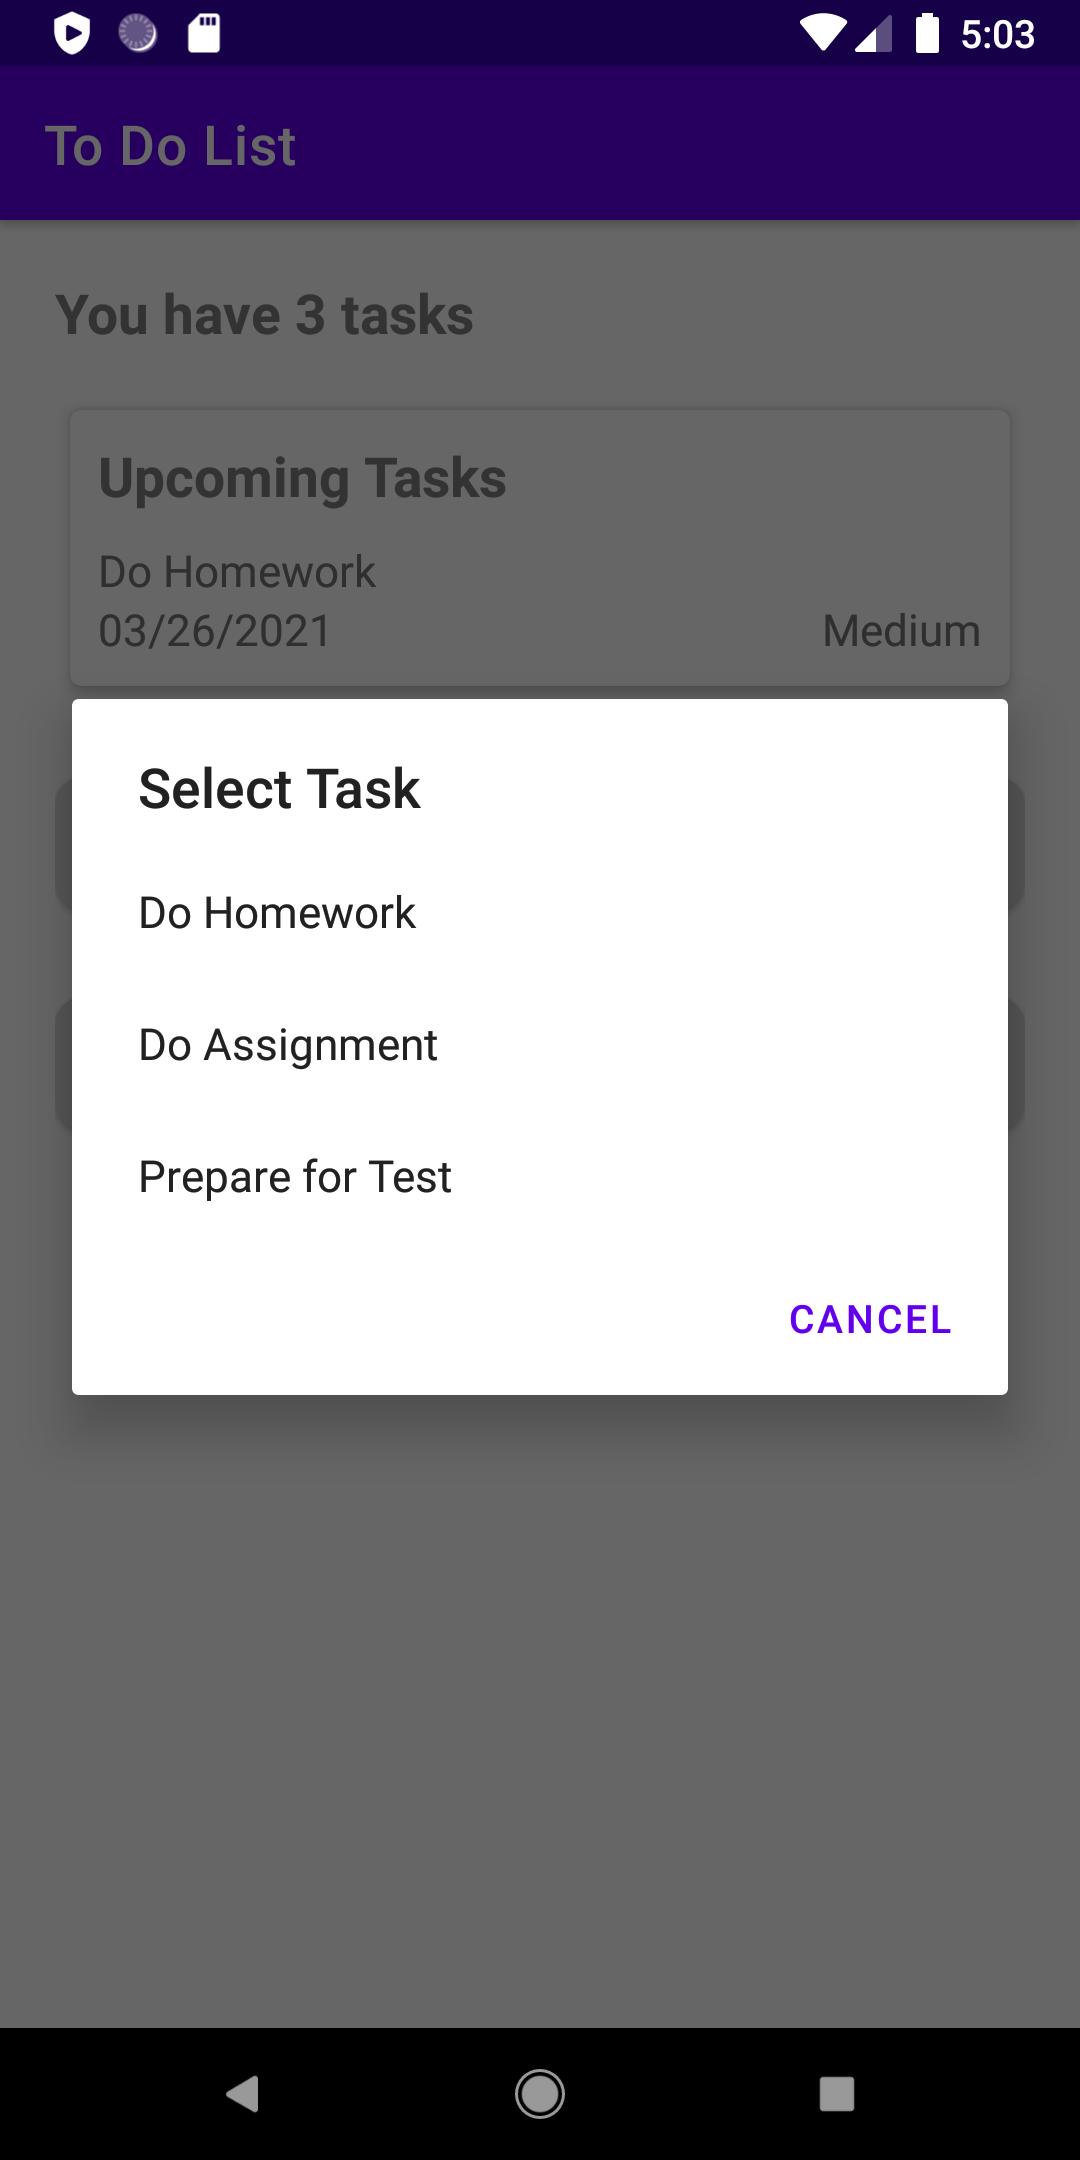 5:03
To Do List
You have 3 tasks
Upcoming Tasks
Do Homework
03/26/2021 Medium
Select Task
Do Homework
Do Assignment
Prepare for Test
CANCEL